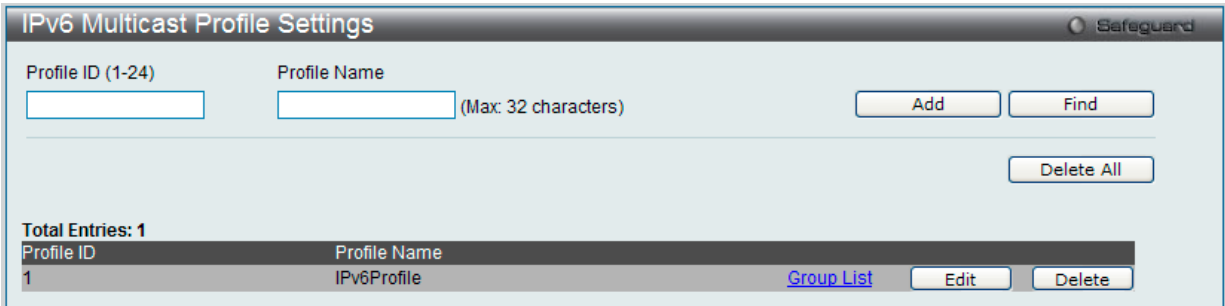 IPv6 Multicast Profile Settings
Safeguard
Profile ID (1-24) Profile Name
(Max: 32 characters) Add Find
Delete All
Total Entries: 1
Profile ID Profile Name
1 IPv6Profile Group List Edit Delete